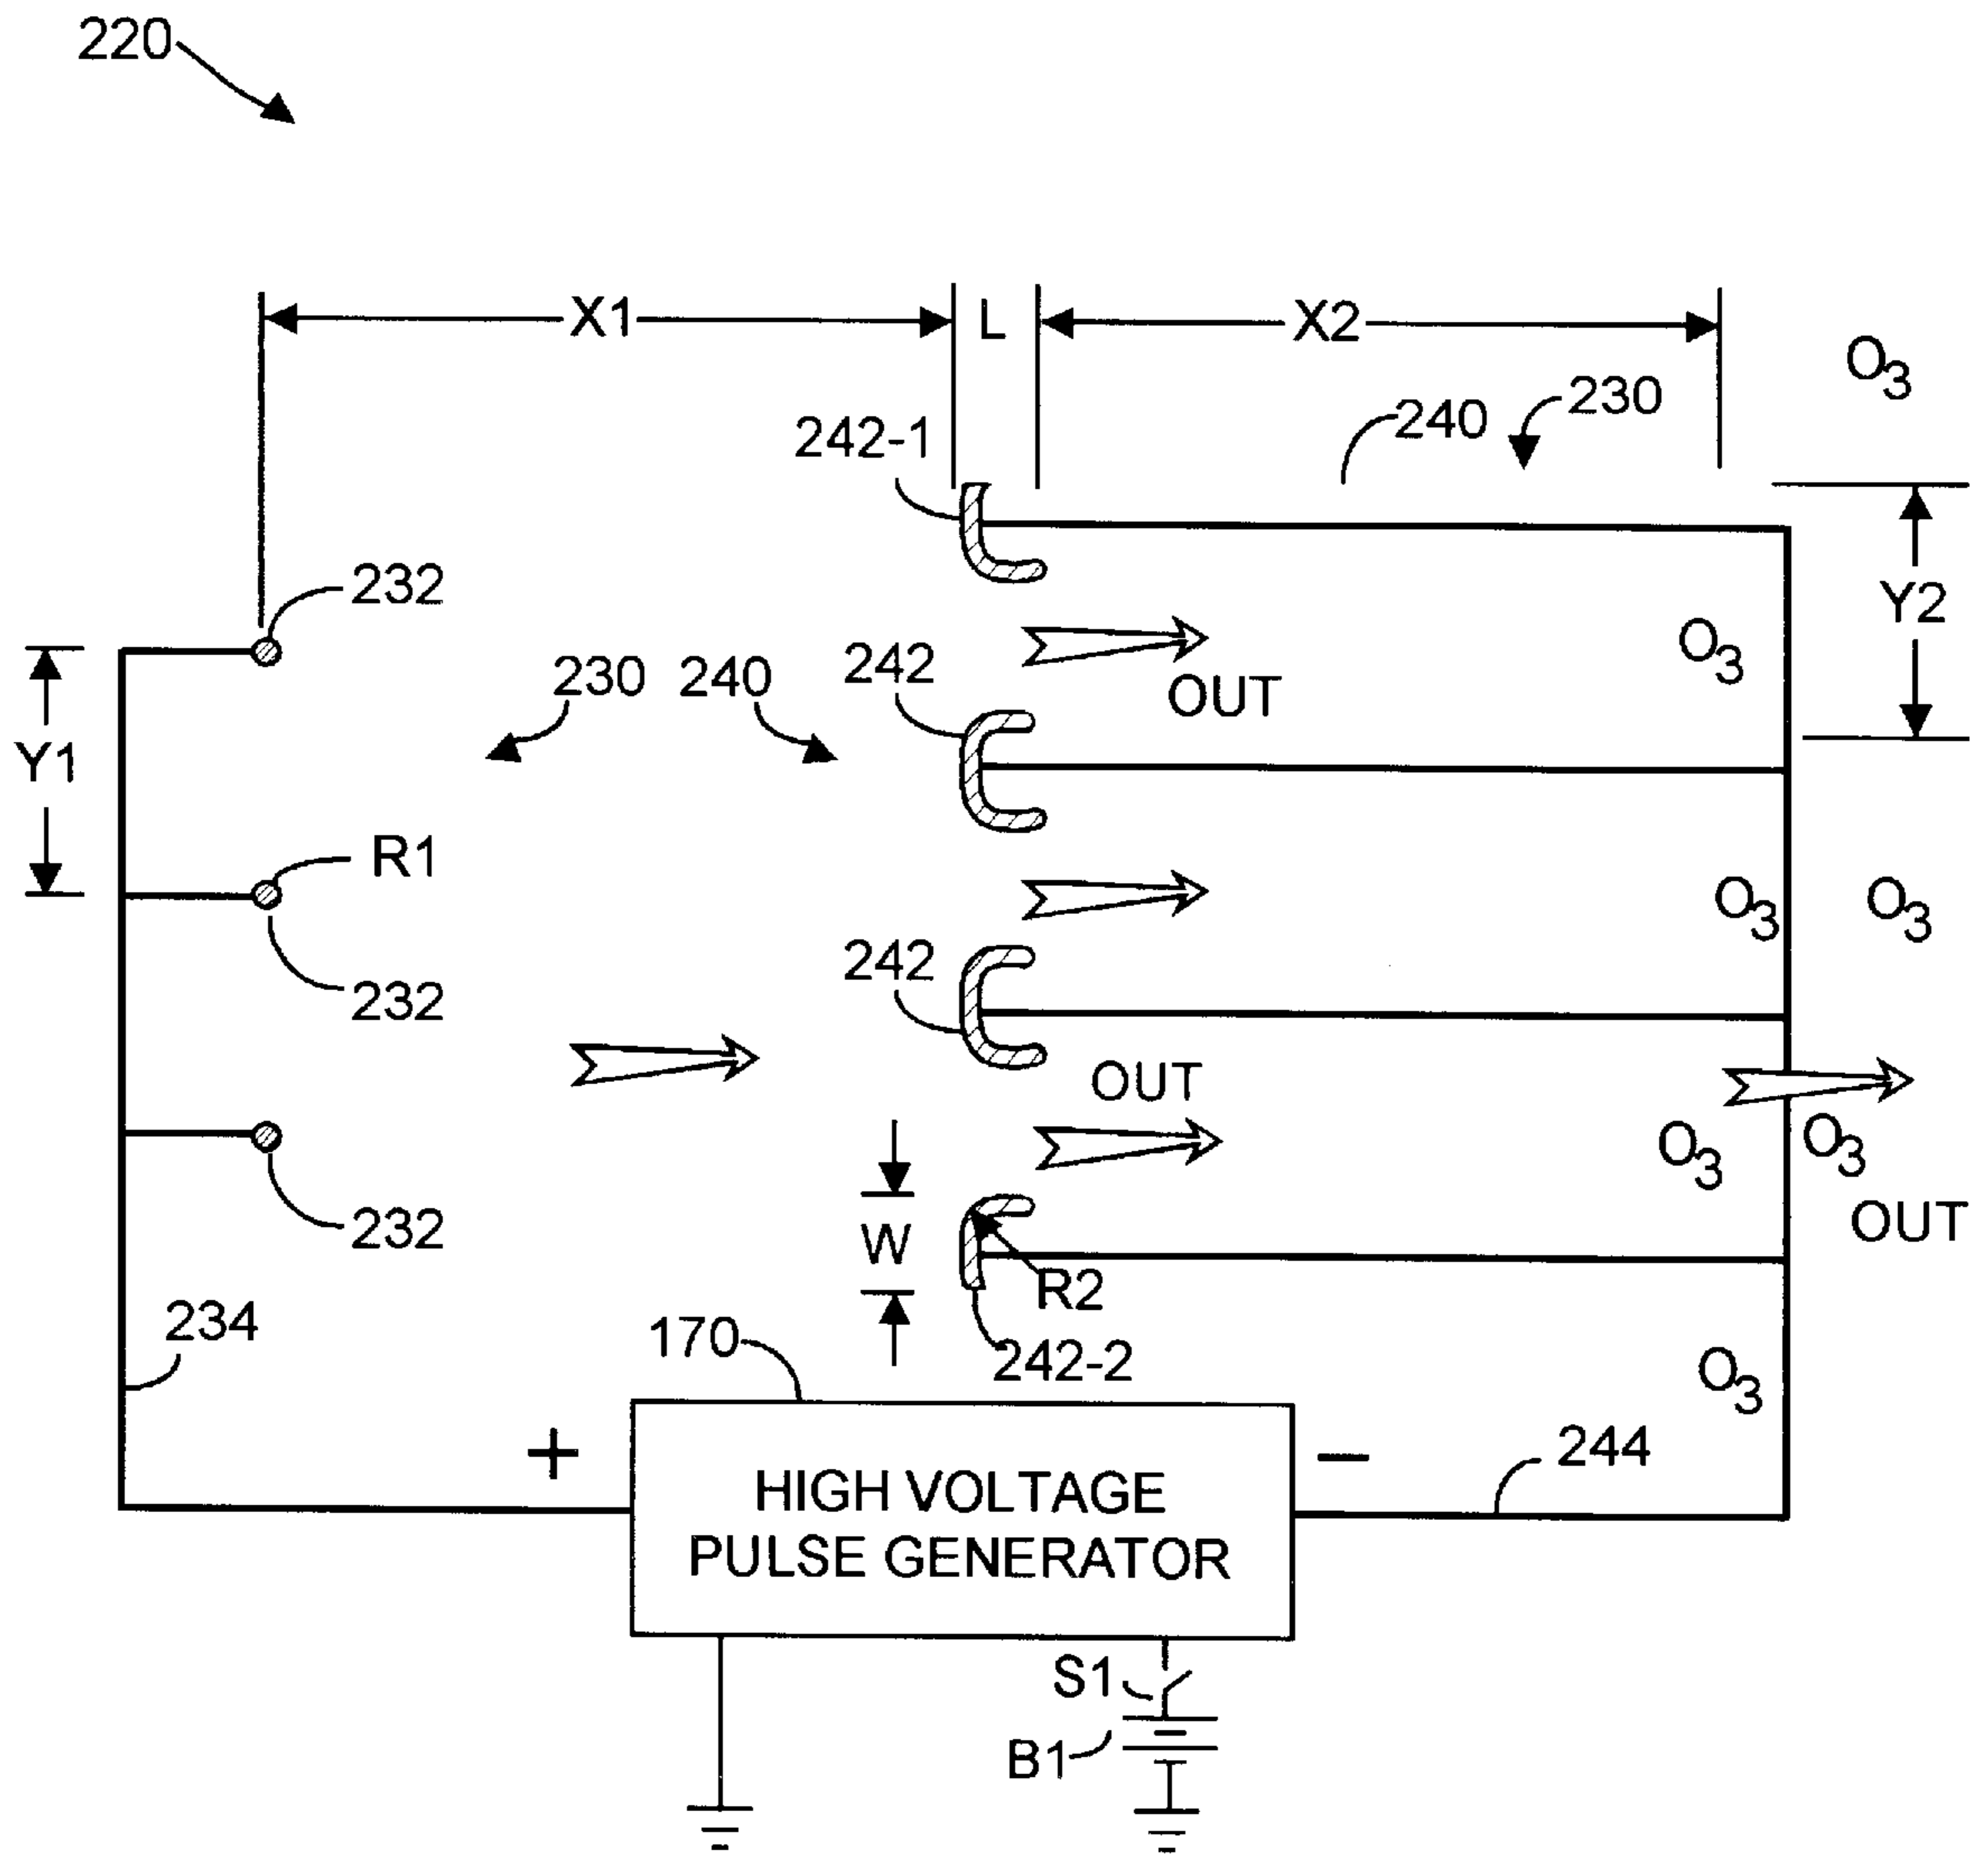 220
X1
L
X2
O3
230
240
242-1
232
Y2
O3
242
230
240
OUT
Y1
R1
O3
O3
242
232
OUT
O3
O3
232
W
OUT
R2
234
170
242-2
O3
+
−
244
HIGH VOLTAGE
PULSE GENERATOR
S1
B1